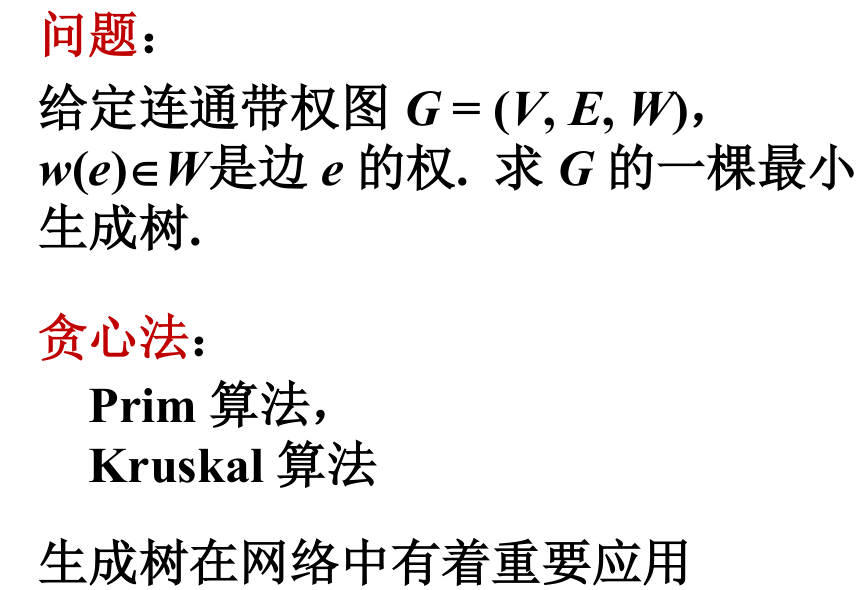 问题：
给定连通带权图 G = (V, E, W)，
w(e)∈W是边 e 的权. 求 G 的一棵最小
生成树.
贪心法：
Prim 算法，
Kruskal 算法
生成树在网络中有着重要应用